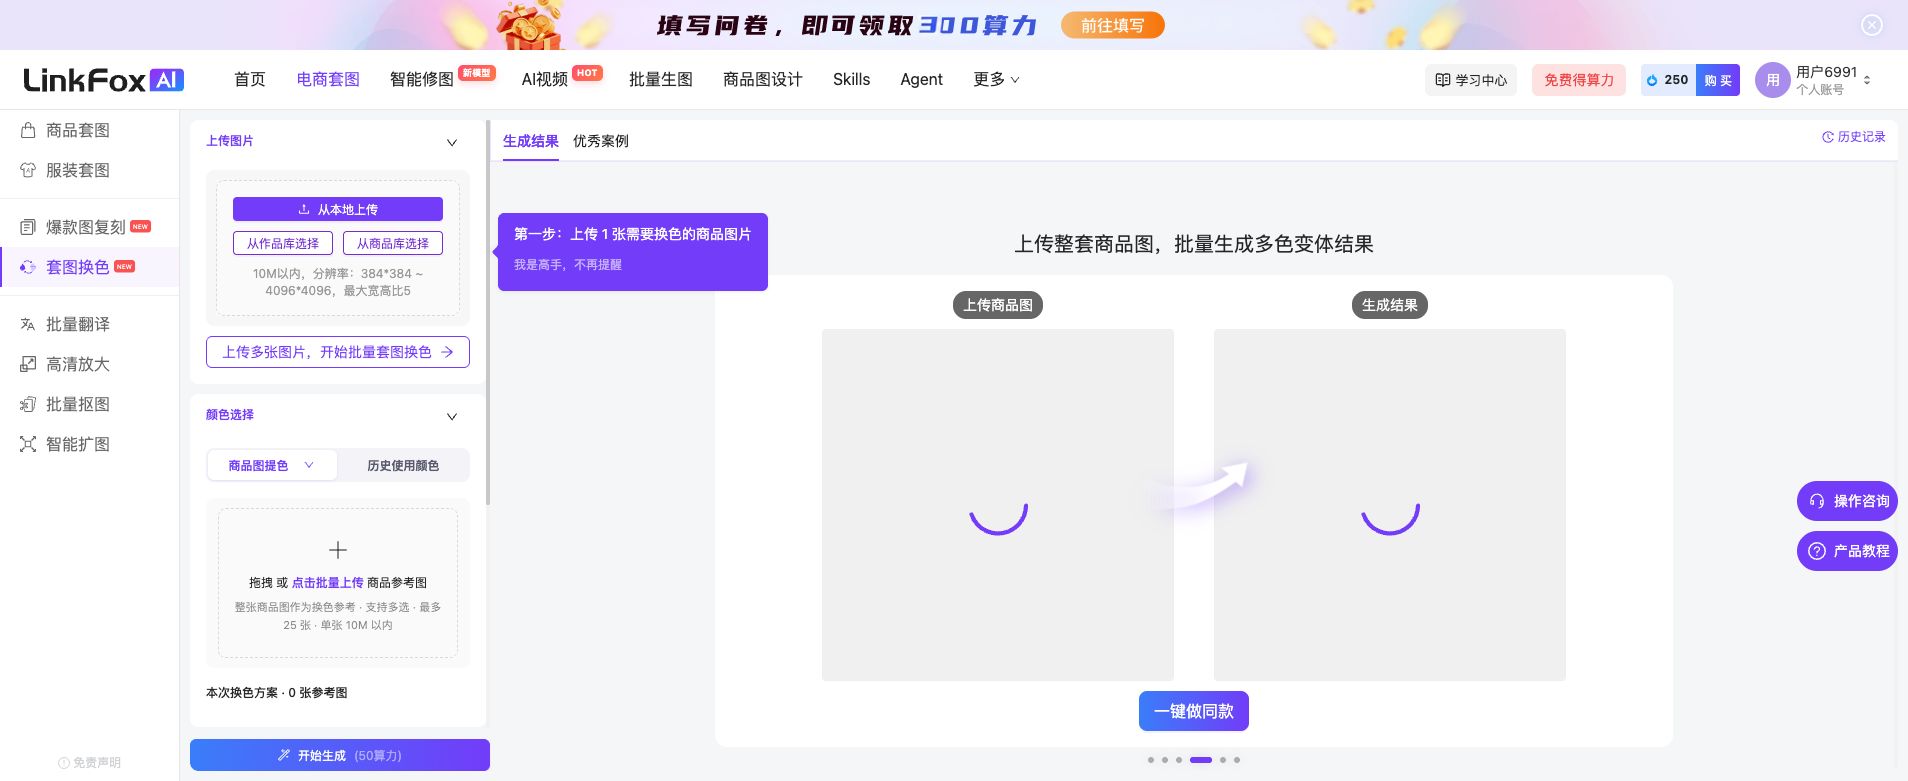 填写问卷，即可领取300算力
前往填写
LinkFox AI
首页
电商套图
智能修图
新模型
AI视频
HOT
批量生图
商品图设计
Skills
Agent
更多
学习中心
免费得算力
250
购买
用
用户6991
个人账号
商品套图
服装套图
爆款图复刻 NEW
套图换色 NEW
批量翻译
高清放大
批量抠图
智能扩图
免责声明
上传图片
从本地上传
从作品库选择
从商品库选择
10M以内，分辨率：384*384 ~
4096*4096，最大宽高比5
上传多张图片，开始批量套图换色
颜色选择
商品图提色
历史使用颜色
拖拽 或 点击批量上传 商品参考图
整张商品图作为换色参考 · 支持多选 · 最多
25 张 · 单张 10M 以内
本次换色方案 · 0 张参考图
开始生成 (50算力)
生成结果
优秀案例
历史记录
第一步：上传 1 张需要换色的商品图片
我是高手，不再提醒
上传整套商品图，批量生成多色变体结果
上传商品图
生成结果
一键做同款
操作咨询
产品教程